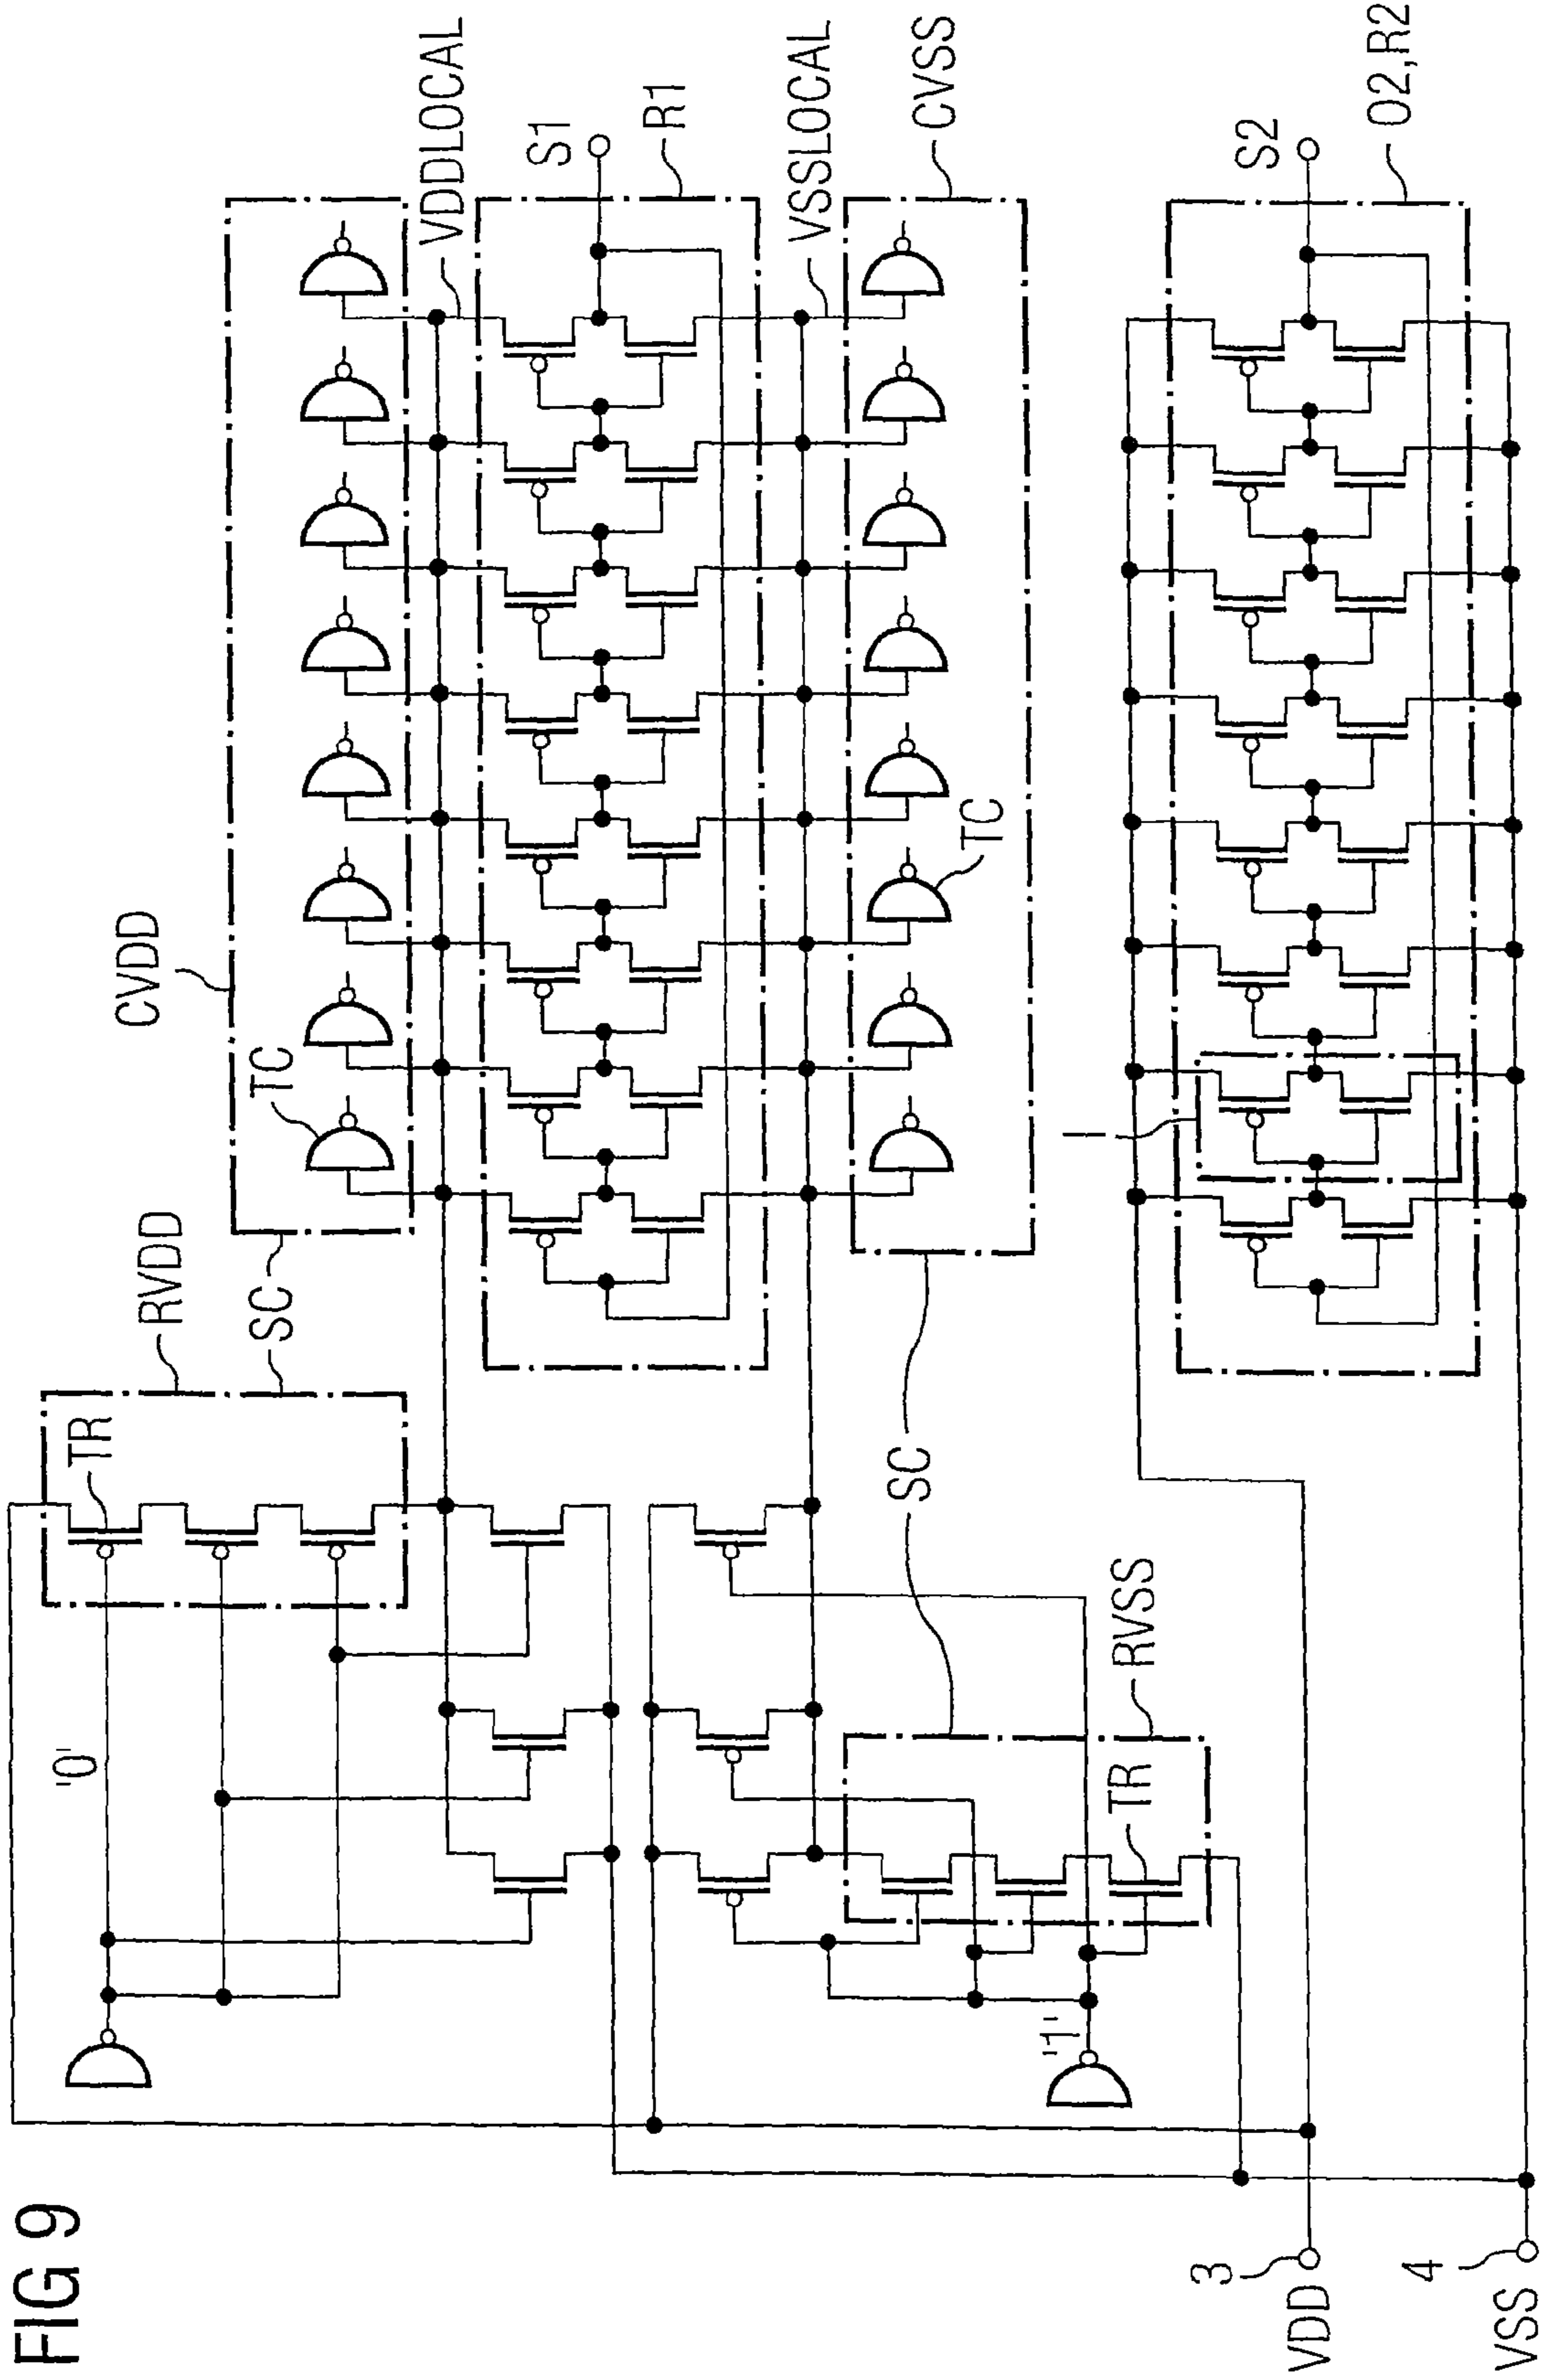 FIG 9
'0'
TR
RVDD
SC
TC
CVDD
VDDLOCAL
S1
R1
VSSLOCAL
CVSS
TC
SC
RVSS
TR
'1'
I
S2
O2,R2
3
VDD
4
VSS